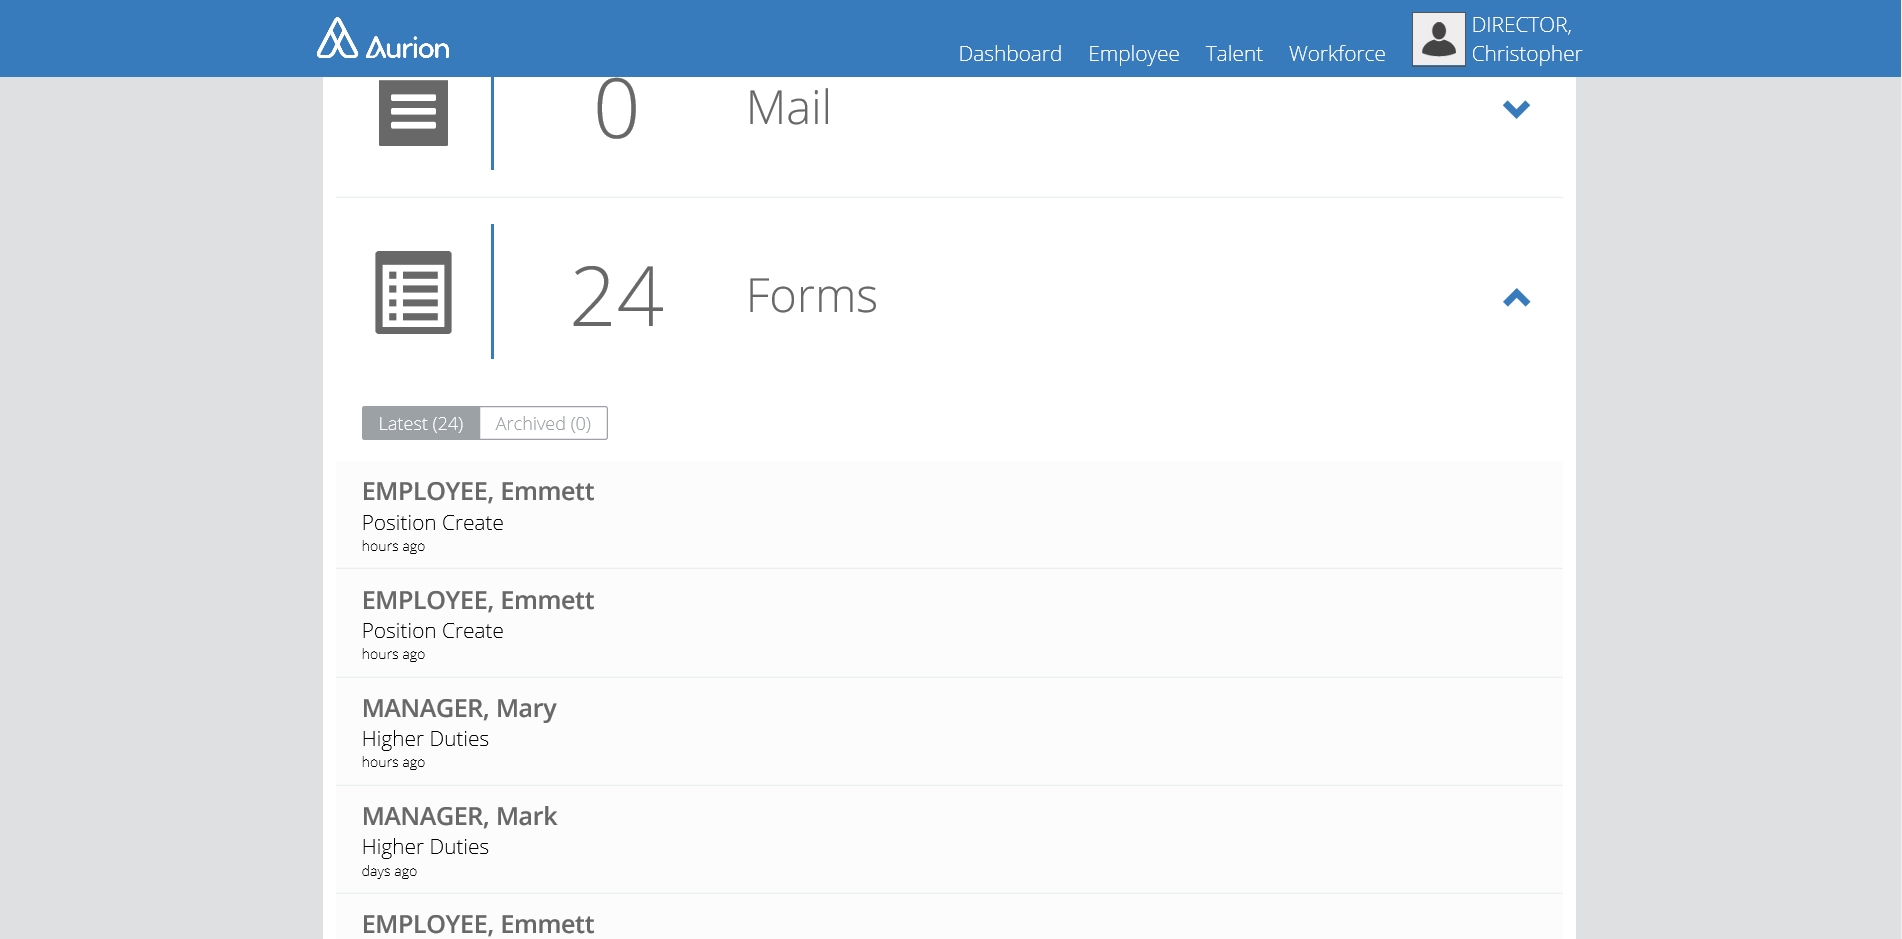 Aurion
Dashboard
Employee
Talent
Workforce
DIRECTOR,
Christopher
0
Mail
24
Forms
Latest (24)
Archived (0)
EMPLOYEE, Emmett
Position Create
hours ago
EMPLOYEE, Emmett
Position Create
hours ago
MANAGER, Mary
Higher Duties
hours ago
MANAGER, Mark
Higher Duties
days ago
EMPLOYEE, Emmett